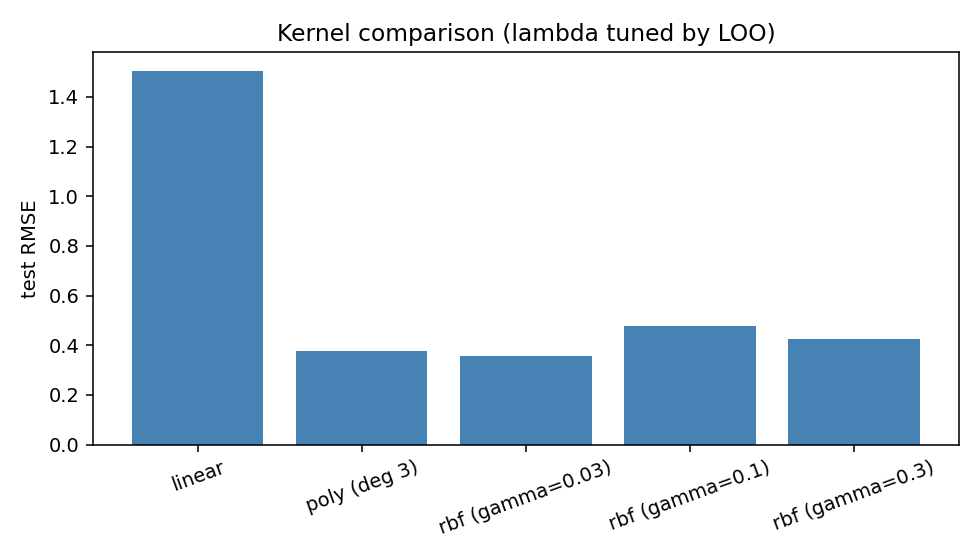 Kernel comparison (lambda tuned by LOO)
test RMSE
1.4
1.2
1.0
0.8
0.6
0.4
0.2
0.0
linear
poly (deg 3)
rbf (gamma=0.03)
rbf (gamma=0.1)
rbf (gamma=0.3)